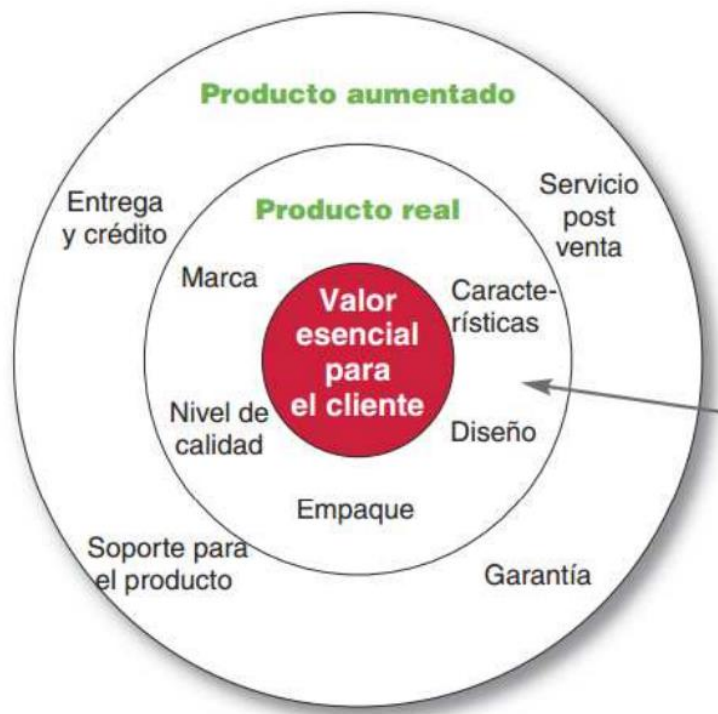 Producto aumentado
Entrega
y crédito
Servicio
post
venta
Producto real
Marca
Caracte-
rísticas
Valor
esencial
para
el cliente
Nivel de
calidad
Diseño
Empaque
Soporte para
el producto
Garantía